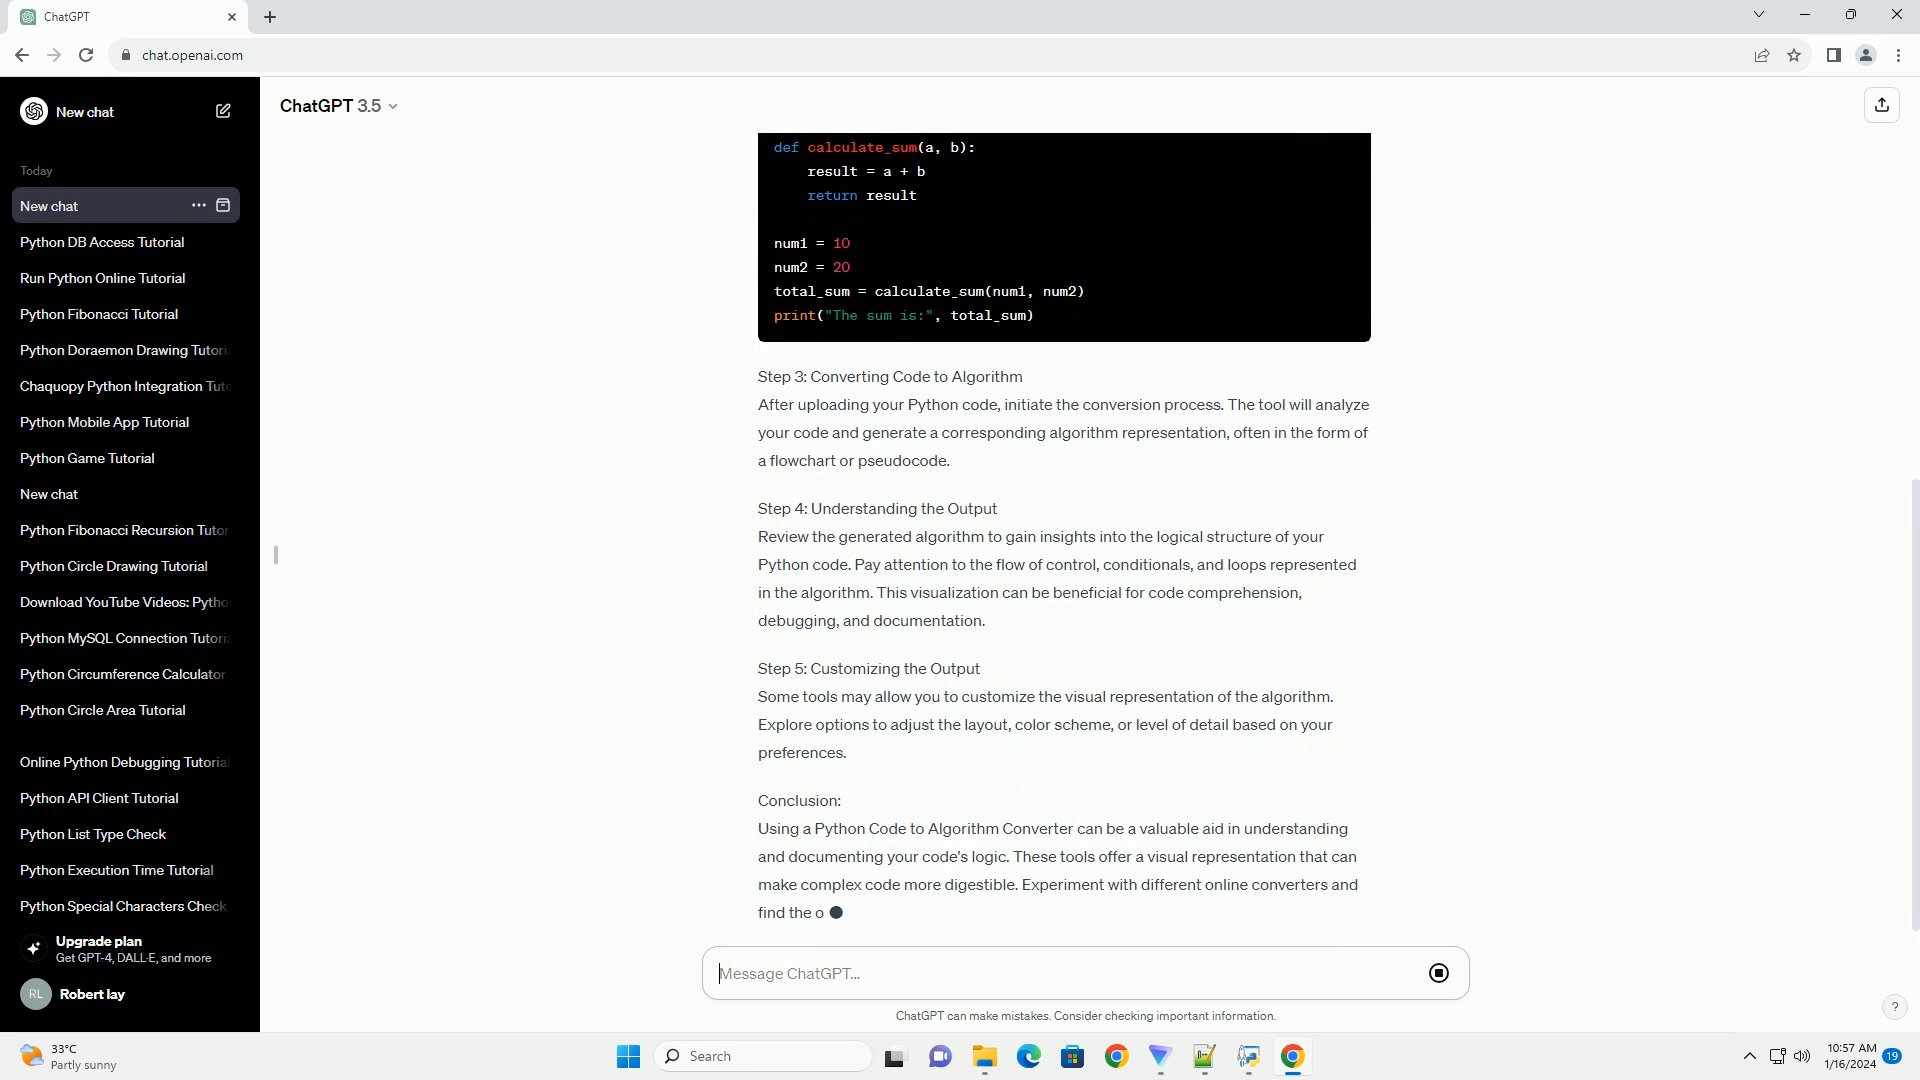 ChatGPT
chat.openai.com
New chat
Today
New chat
Python DB Access Tutorial
Run Python Online Tutorial
Python Fibonacci Tutorial
Python Doraemon Drawing Tutori
Chaquopy Python Integration Tut
Python Mobile App Tutorial
Python Game Tutorial
New chat
Python Fibonacci Recursion Tutor
Python Circle Drawing Tutorial
Download YouTube Videos: Pytho
Python MySQL Connection Tutori
Python Circumference Calculator
Python Circle Area Tutorial
Online Python Debugging Tutorial
Python API Client Tutorial
Python List Type Check
Python Execution Time Tutorial
Python Special Characters Check
Upgrade plan
Get GPT-4, DALL·E, and more
RL
Robert lay
ChatGPT 3.5
def calculate_sum(a, b):
result = a + b
return result
num1 = 10
num2 = 20
total_sum = calculate_sum(num1, num2)
print("The sum is:", total_sum)
Step 3: Converting Code to Algorithm
After uploading your Python code, initiate the conversion process. The tool will analyze
your code and generate a corresponding algorithm representation, often in the form of
a flowchart or pseudocode.
Step 4: Understanding the Output
Review the generated algorithm to gain insights into the logical structure of your
Python code. Pay attention to the flow of control, conditionals, and loops represented
in the algorithm. This visualization can be beneficial for code comprehension,
debugging, and documentation.
Step 5: Customizing the Output
Some tools may allow you to customize the visual representation of the algorithm.
Explore options to adjust the layout, color scheme, or level of detail based on your
preferences.
Conclusion:
Using a Python Code to Algorithm Converter can be a valuable aid in understanding
and documenting your code's logic. These tools offer a visual representation that can
make complex code more digestible. Experiment with different online converters and
find the o
Message ChatGPT...
ChatGPT can make mistakes. Consider checking important information.
?
33°C
Partly sunny
Search
10:57 AM
1/16/2024
19